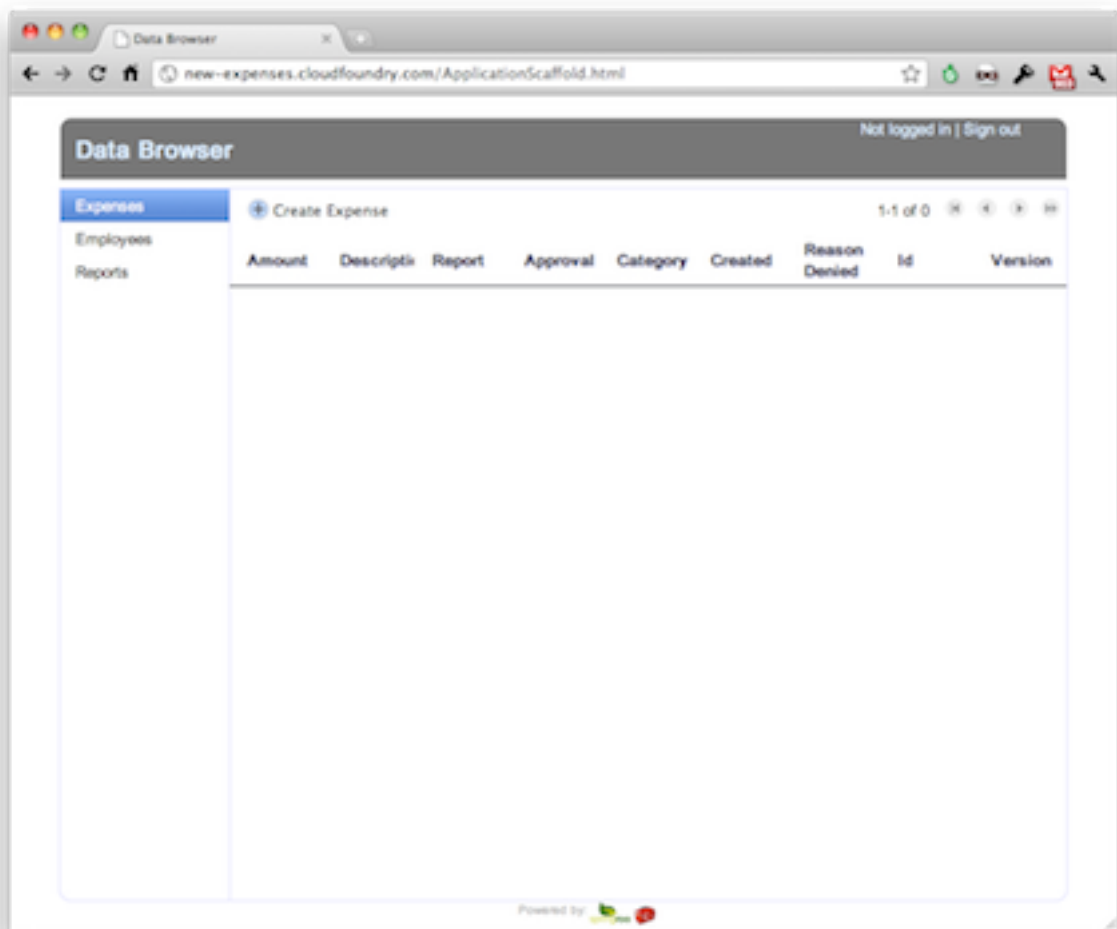 Data Browser
new-expenses.cloudfoundry.com/ApplicationScaffold.html
Not logged in | Sign out
Data Browser
Expenses
Employees
Reports
Create Expense
1-1 of 0
Amount Descripti Report Approval Category Created Reason Denied Id Version
Powered by: